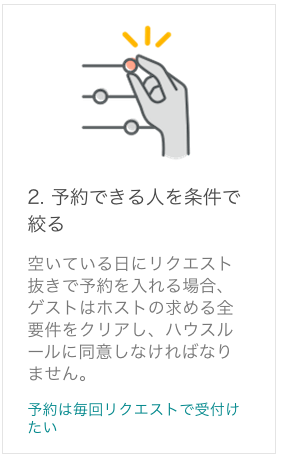 2. 予約できる人を条件で
絞る
空いている日にリクエスト
抜きで予約を入れる場合、
ゲストはホストの求める全
要件をクリアし、ハウスル
ールに同意しなければなり
ません。
予約は毎回リクエストで受付け
たい